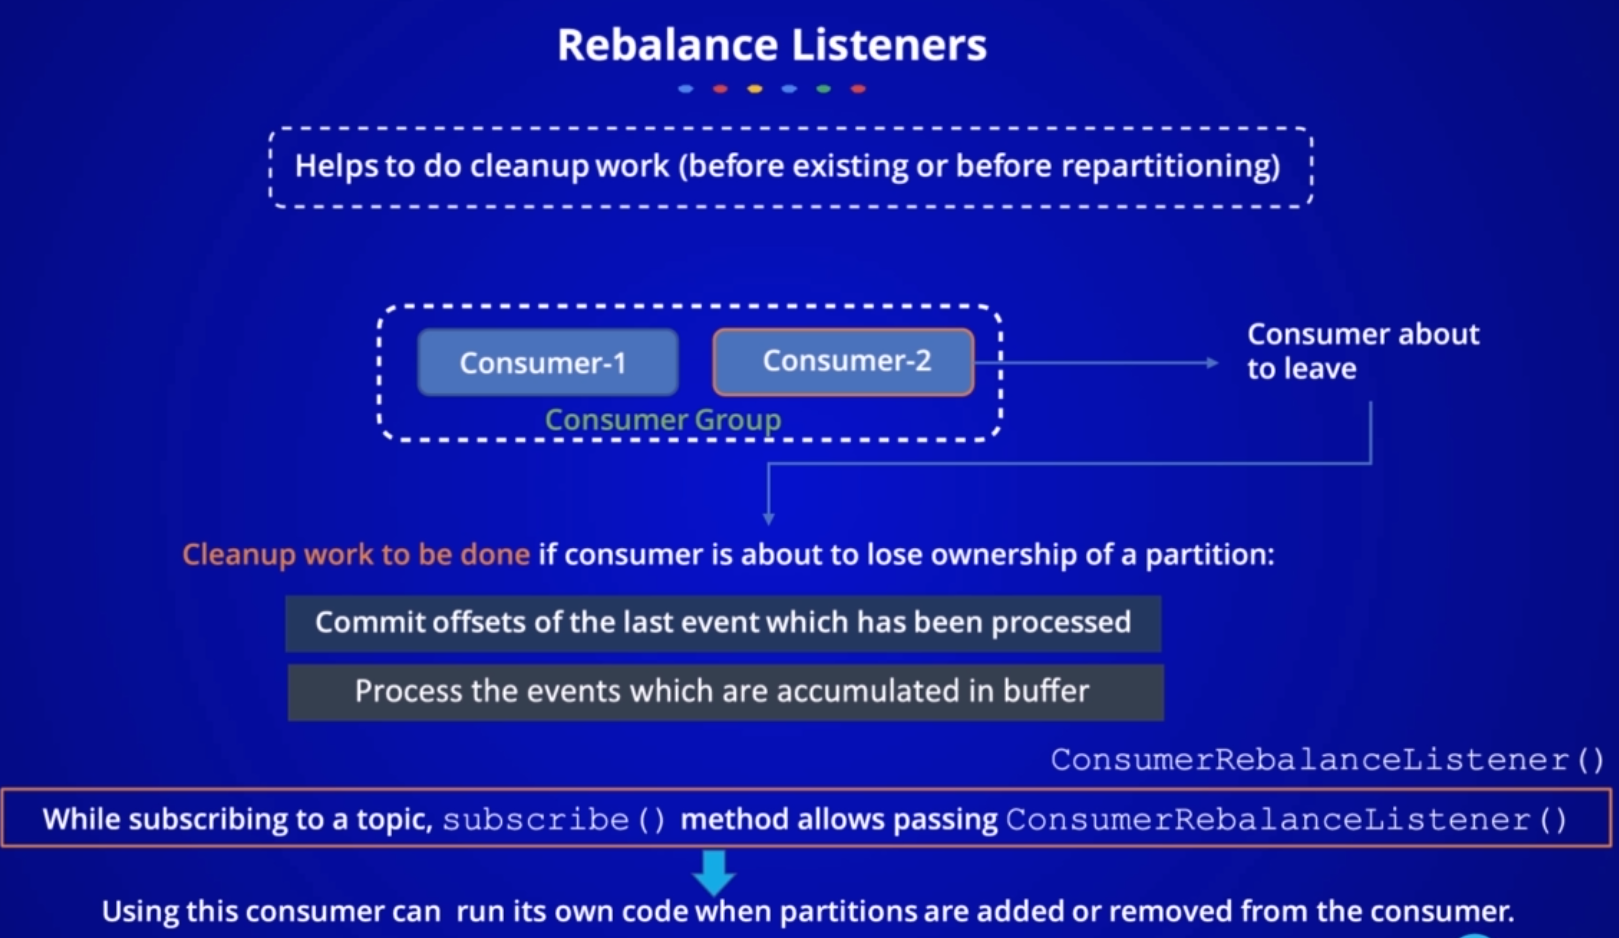 Rebalance Listeners
Helps to do cleanup work (before existing or before repartitioning)
Consumer-1
Consumer-2
Consumer Group
Consumer about
to leave
Cleanup work to be done if consumer is about to lose ownership of a partition:
Commit offsets of the last event which has been processed
Process the events which are accumulated in buffer
ConsumerRebalanceListener()
While subscribing to a topic, subscribe() method allows passing ConsumerRebalanceListener()
Using this consumer can run its own code when partitions are added or removed from the consumer.